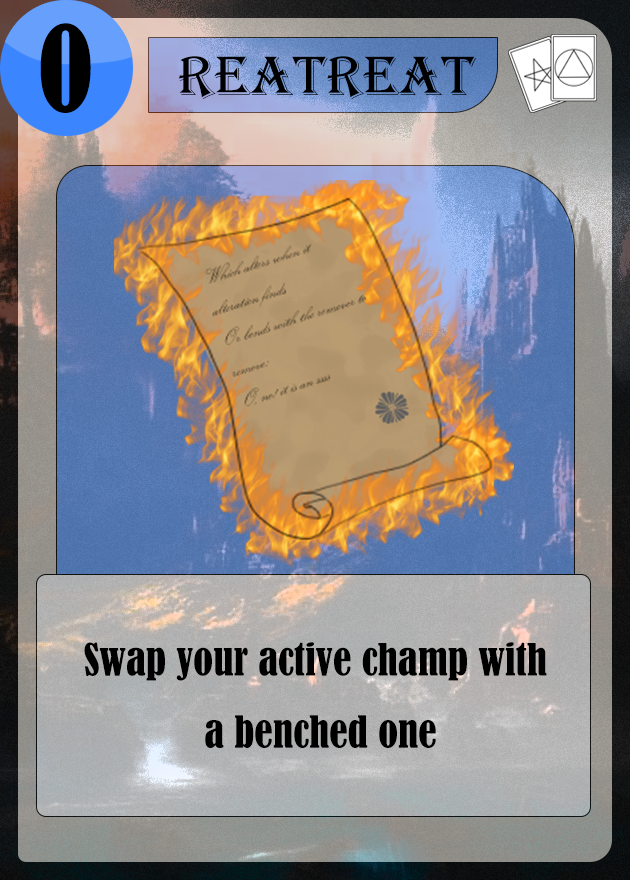 0
REATREAT
Which alters when it
alteration finds
Or bends with the remover to
remove:
O, no! it is an
Swap your active champ with
a benched one